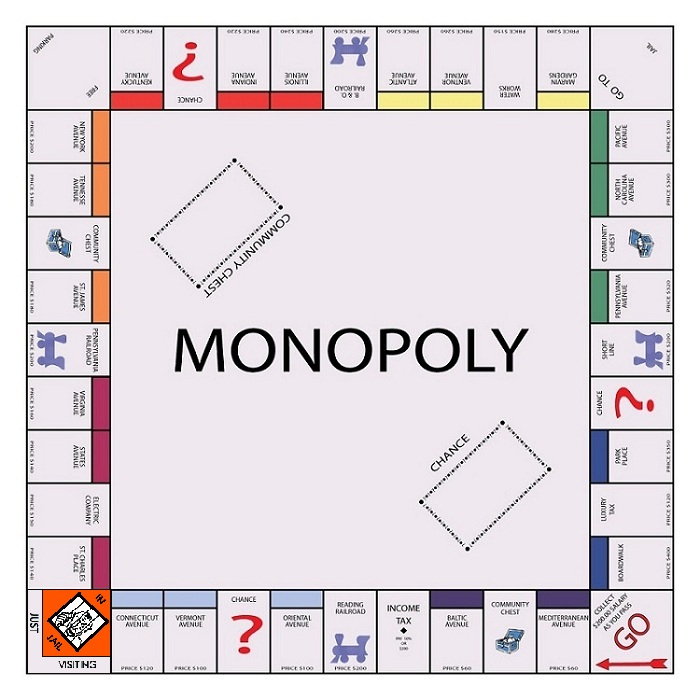 FREE
PARKING
KENTUCKY
AVENUE
PRICE $220
?
CHANCE
INDIANA
AVENUE
PRICE $220
ILLINOIS
AVENUE
PRICE $240
B. & O.
RAILROAD
PRICE $200
ATLANTIC
AVENUE
PRICE $260
VENTNOR
AVENUE
PRICE $260
WATER
WORKS
PRICE $150
MARVIN
GARDENS
PRICE $280
GO TO
JAIL
NEW YORK
AVENUE
PRICE $200
TENNESSE
AVENUE
PRICE $180
COMMUNITY
CHEST
ST. JAMES
AVENUE
PRICE $180
PENNSYLVANIA
RAILROAD
PRICE $200
VIRGINIA
AVENUE
PRICE $160
STATES
AVENUE
PRICE $140
ELECTRIC
COMPANY
PRICE $150
ST. CHARLES
PLACE
PRICE $140
COMMUNITY CHEST
MONOPOLY
CHANCE
PACIFIC
AVENUE
PRICE $300
NORTH
CAROLINA
AVENUE
PRICE $300
COMMUNITY
CHEST
PENNSYLVANIA
AVENUE
PRICE $320
SHORT
LINE
PRICE $200
CHANCE
?
PARK
PLACE
PRICE $350
LUXURY
TAX
PRICE $120
BOARDWALK
PRICE $400
IN
JAIL
JUST
VISITING
CONNECTICUT
AVENUE
PRICE $120
VERMONT
AVENUE
PRICE $100
CHANCE
?
ORIENTAL
AVENUE
READING
RAILROAD
PRICE $200
INCOME
TAX
PAY 10%
OR
$200
BALTIC
AVENUE
PRICE $60
COMMUNITY
CHEST
MEDITERRANEAN
AVENUE
PRICE $60
COLLECT
$200.00 SALARY
AS YOU PASS
GO